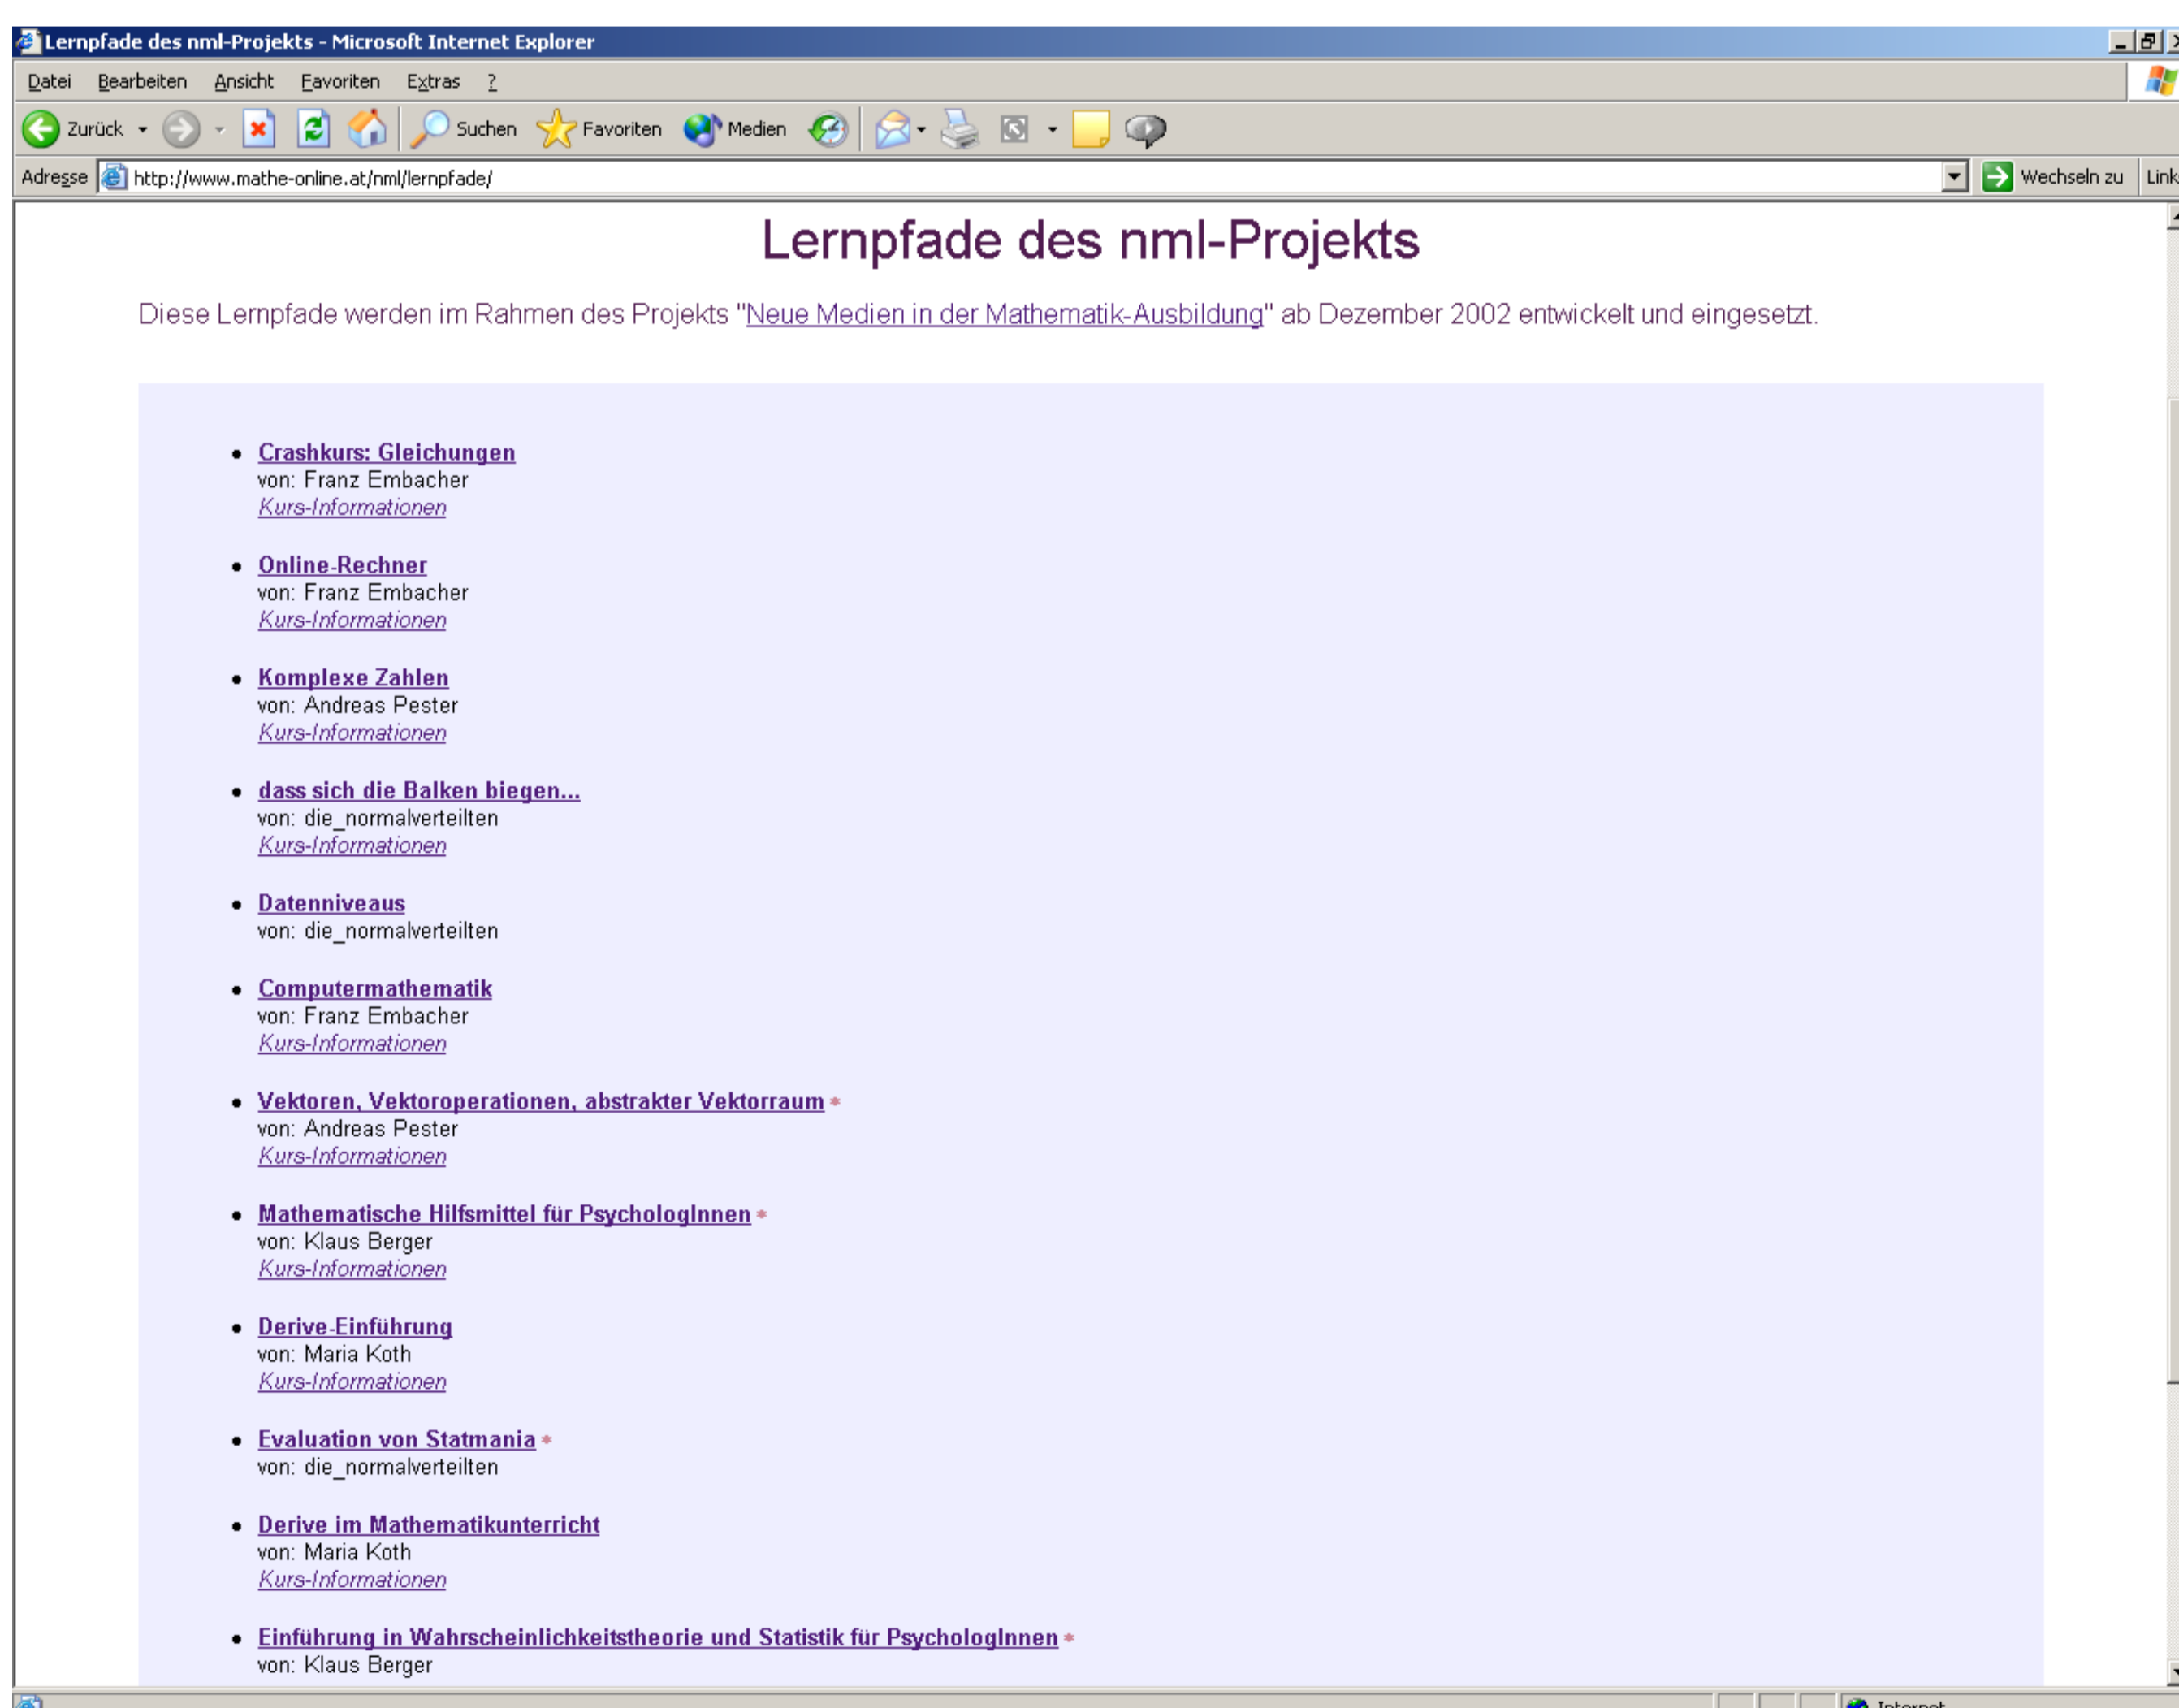 Lernpfade des nml-Projekts - Microsoft Internet Explorer
Datei Bearbeiten Ansicht Favoriten Extras ?
Zurück Suchen Favoriten Medien
Adresse http://www.mathe-online.at/nml/lernpfade/ Wechseln zu
Lernpfade des nml-Projekts
Diese Lernpfade werden im Rahmen des Projekts "Neue Medien in der Mathematik-Ausbildung" ab Dezember 2002 entwickelt und eingesetzt.
• Crashkurs: Gleichungen
von: Franz Embacher
Kurs-Informationen
• Online-Rechner
von: Franz Embacher
Kurs-Informationen
• Komplexe Zahlen
von: Andreas Pester
Kurs-Informationen
• dass sich die Balken biegen...
von: die_normalverteilten
Kurs-Informationen
• Datenniveaus
von: die_normalverteilten
• Computermathematik
von: Franz Embacher
Kurs-Informationen
• Vektoren, Vektoroperationen, abstrakter Vektorraum *
von: Andreas Pester
Kurs-Informationen
• Mathematische Hilfsmittel für PsychologInnen *
von: Klaus Berger
Kurs-Informationen
• Derive-Einführung
von: Maria Koth
Kurs-Informationen
• Evaluation von Statmania *
von: die_normalverteilten
• Derive im Mathematikunterricht
von: Maria Koth
Kurs-Informationen
• Einführung in Wahrscheinlichkeitstheorie und Statistik für PsychologInnen *
von: Klaus Berger
Internet